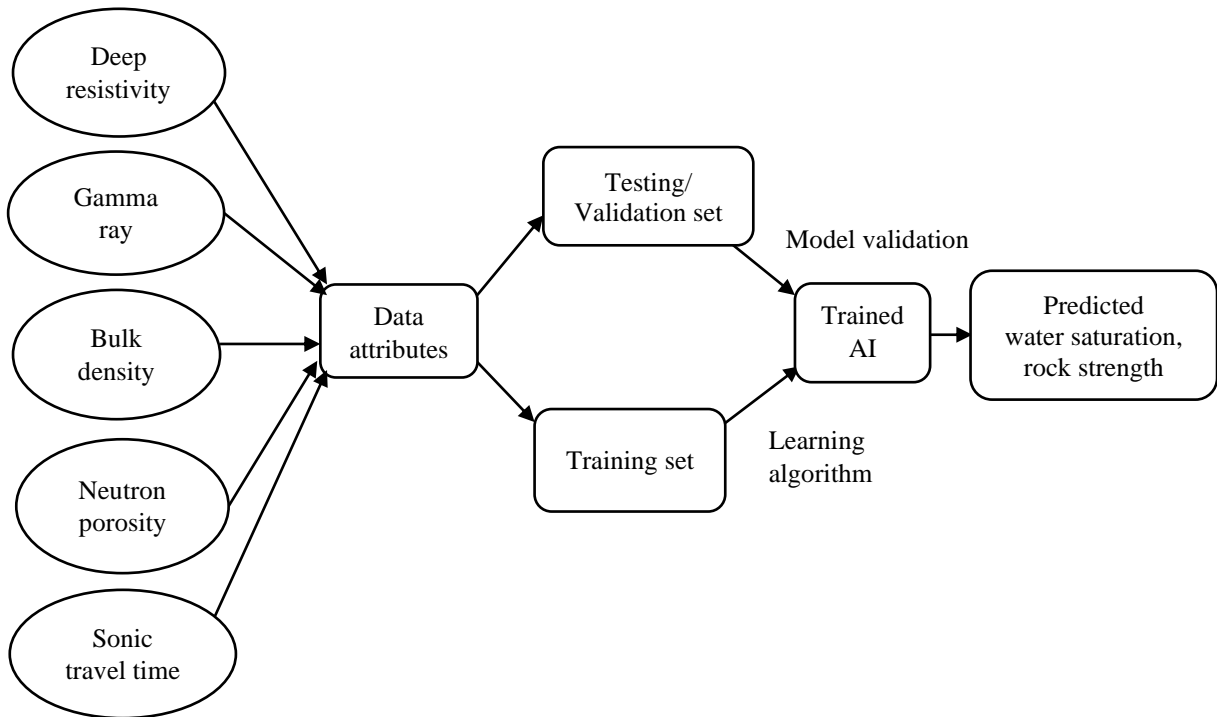 Deep
resistivity
Gamma
ray
Bulk
density
Neutron
porosity
Sonic
travel time
Data
attributes
Testing/
Validation set
Training set
Model validation
Learning
algorithm
Trained
AI
Predicted
water saturation,
rock strength